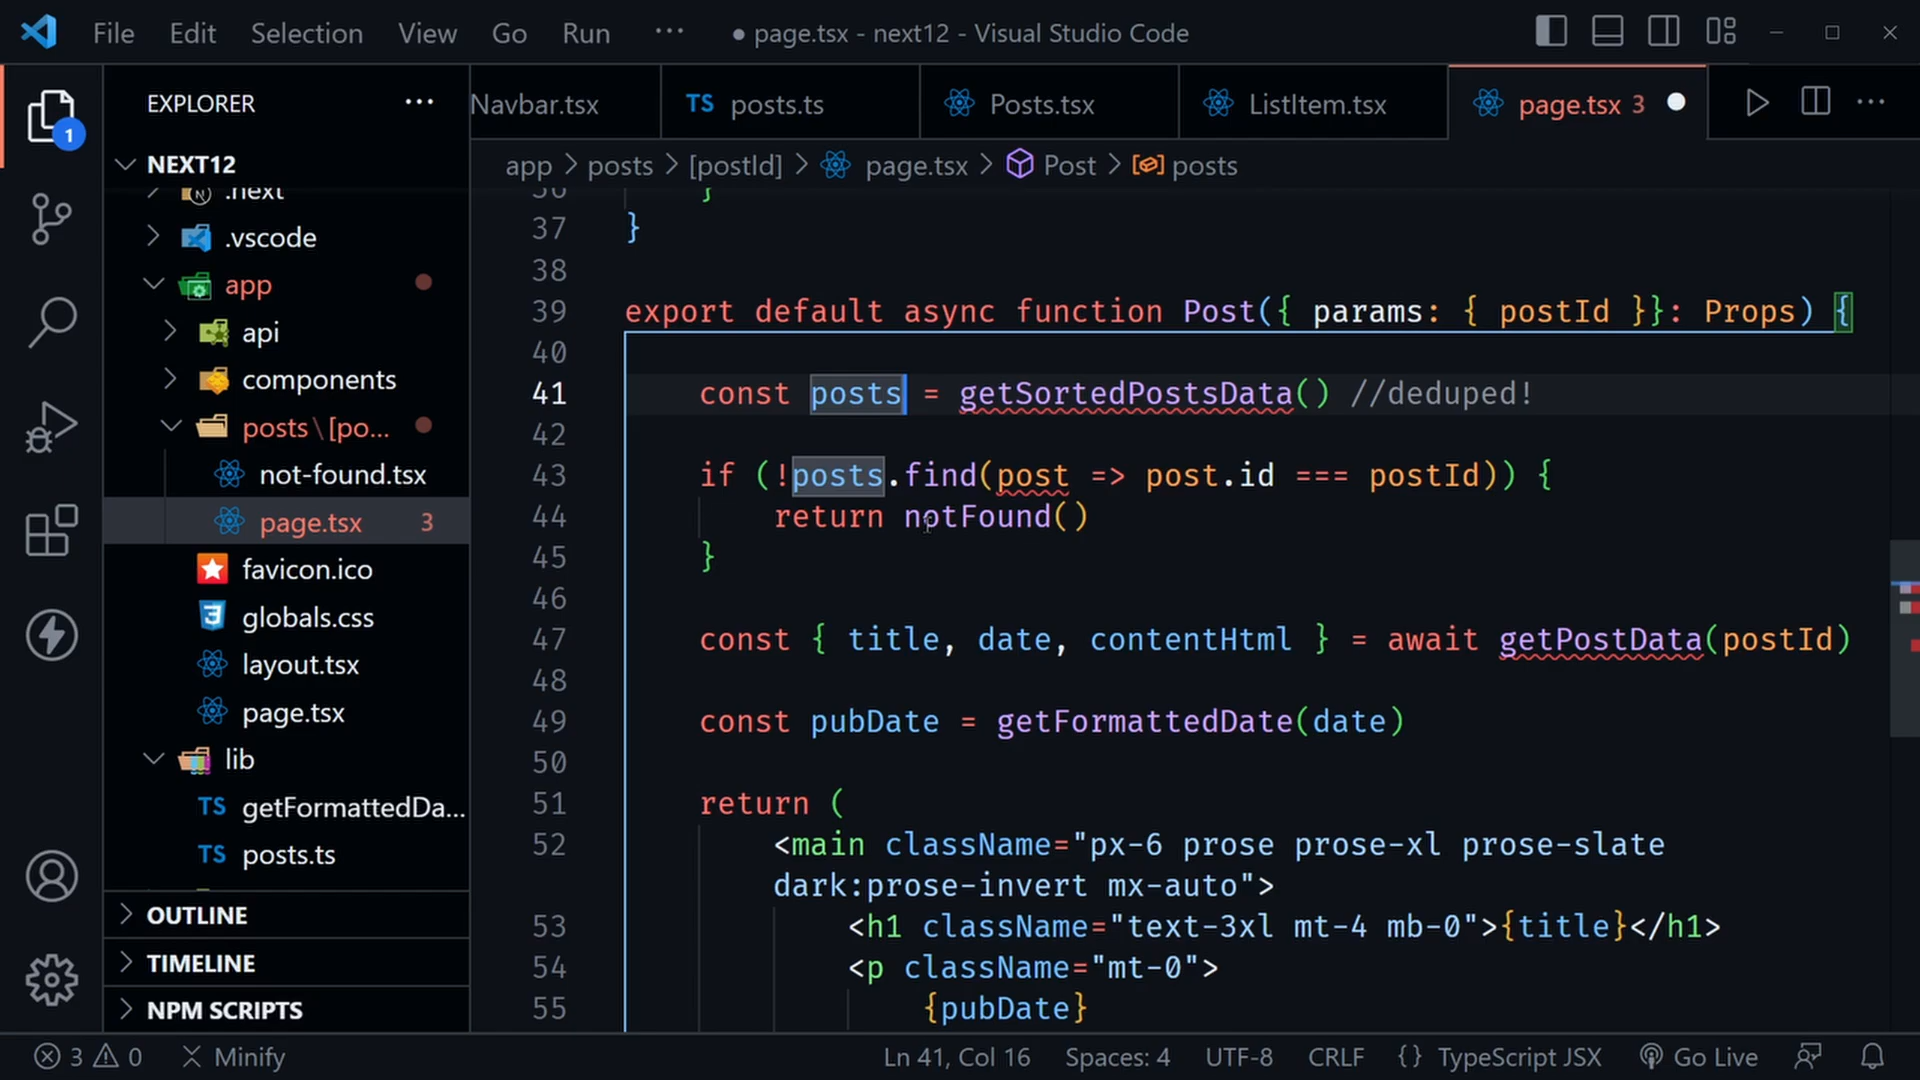 File Edit Selection View Go Run ··· ● page.tsx - next12 - Visual Studio Code
EXPLORER ···
Navbar.tsx
TS posts.ts
Posts.tsx
ListItem.tsx
page.tsx 3
1
NEXT12
.next
.vscode
app
api
components
posts\[po...
not-found.tsx
page.tsx 3
favicon.ico
globals.css
layout.tsx
page.tsx
lib
TS getFormattedDa...
TS posts.ts
OUTLINE
TIMELINE
NPM SCRIPTS
app > posts > [postId] > page.tsx > Post > posts
36 }
37 }
38
39 export default async function Post({ params: { postId }}: Props) {
40
41 const posts = getSortedPostsData() //deduped!
42
43 if (!posts.find(post => post.id === postId)) {
44 return notFound()
45 }
46
47 const { title, date, contentHtml } = await getPostData(postId)
48
49 const pubDate = getFormattedDate(date)
50
51 return (
52 <main className="px-6 prose prose-xl prose-slate
dark:prose-invert mx-auto">
53 <h1 className="text-3xl mt-4 mb-0">{title}</h1>
54 <p className="mt-0">
55 {pubDate}
3 0 Minify Ln 41, Col 16 Spaces: 4 UTF-8 CRLF {} TypeScript JSX Go Live